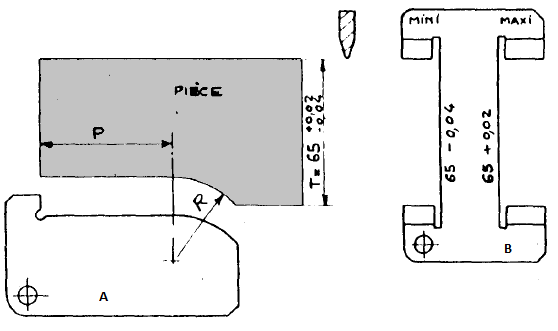 MINI MAXI
PIÈCE
P
T= 65 +0,02 -0,04
65 - 0,04
65 + 0,02
R
A
B